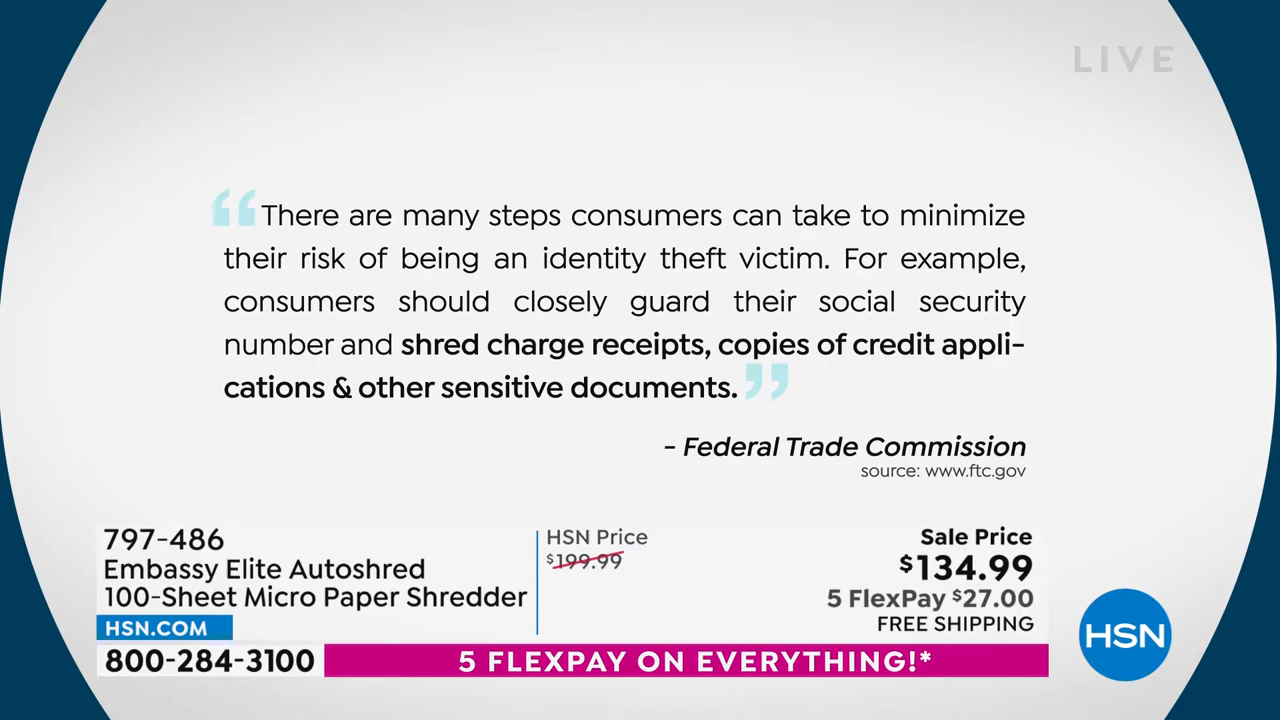 LIVE
“There are many steps consumers can take to minimize
their risk of being an identity theft victim. For example,
consumers should closely guard their social security
number and shred charge receipts, copies of credit appli-
cations & other sensitive documents.”
- Federal Trade Commission
source: www.ftc.gov
797-486
Embassy Elite Autoshred
100-Sheet Micro Paper Shredder
HSN.COM
800-284-3100
HSN Price
$199.99
Sale Price
$134.99
5 FlexPay $27.00
FREE SHIPPING
5 FLEXPAY ON EVERYTHING!*
HSN